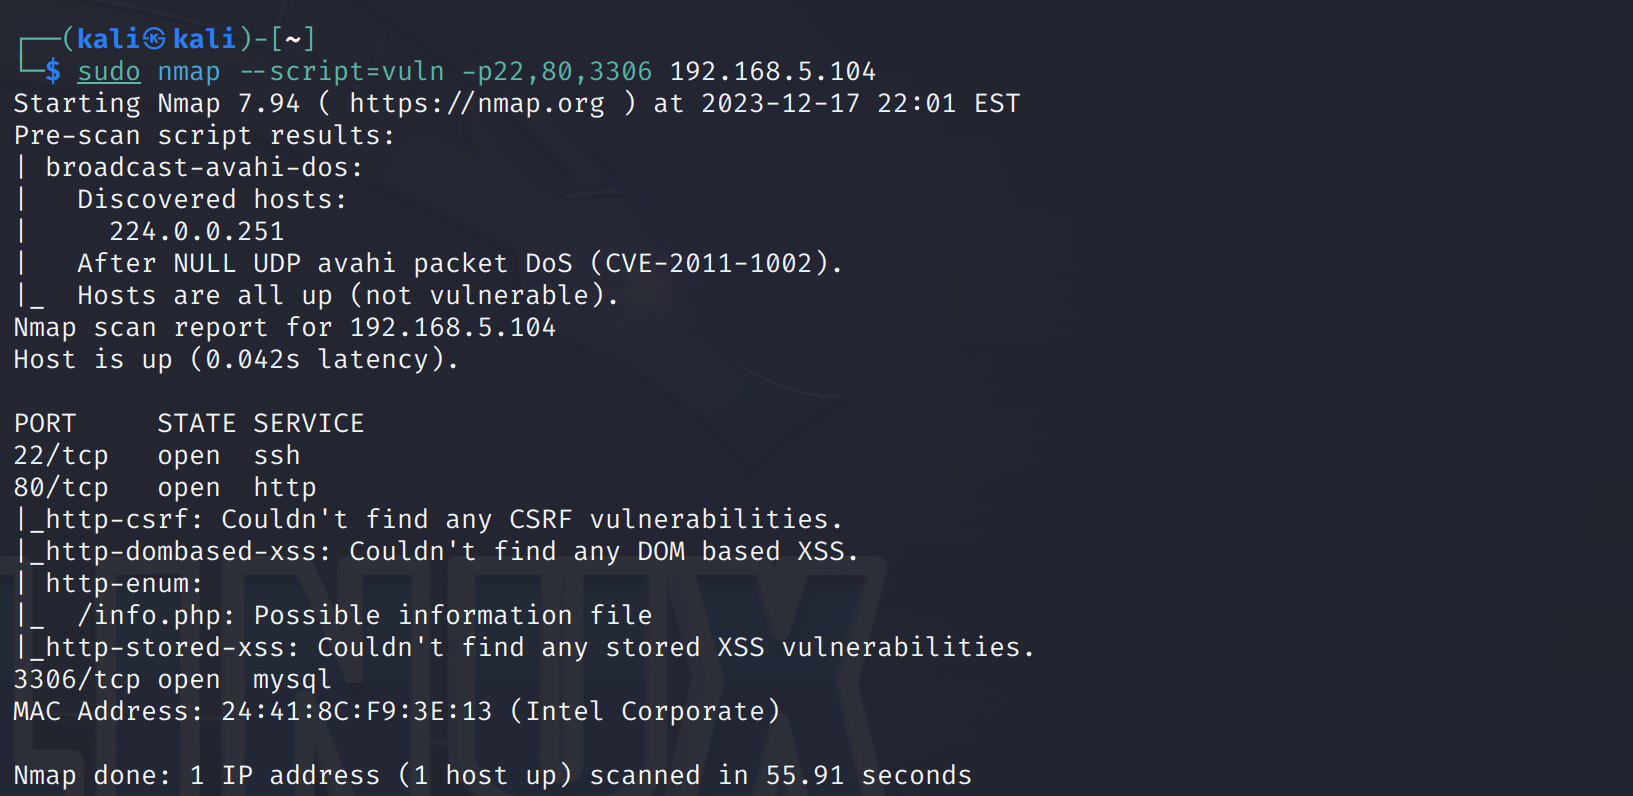 ┌──(kali㉿kali)-[~]
└─$ sudo nmap --script=vuln -p22,80,3306 192.168.5.104
Starting Nmap 7.94 ( https://nmap.org ) at 2023-12-17 22:01 EST
Pre-scan script results:
| broadcast-avahi-dos:
|   Discovered hosts:
|     224.0.0.251
|   After NULL UDP avahi packet DoS (CVE-2011-1002).
|_  Hosts are all up (not vulnerable).
Nmap scan report for 192.168.5.104
Host is up (0.042s latency).

PORT     STATE SERVICE
22/tcp   open  ssh
80/tcp   open  http
|_http-csrf: Couldn't find any CSRF vulnerabilities.
|_http-dombased-xss: Couldn't find any DOM based XSS.
| http-enum:
|_  /info.php: Possible information file
|_http-stored-xss: Couldn't find any stored XSS vulnerabilities.
3306/tcp open  mysql
MAC Address: 24:41:8C:F9:3E:13 (Intel Corporate)

Nmap done: 1 IP address (1 host up) scanned in 55.91 seconds